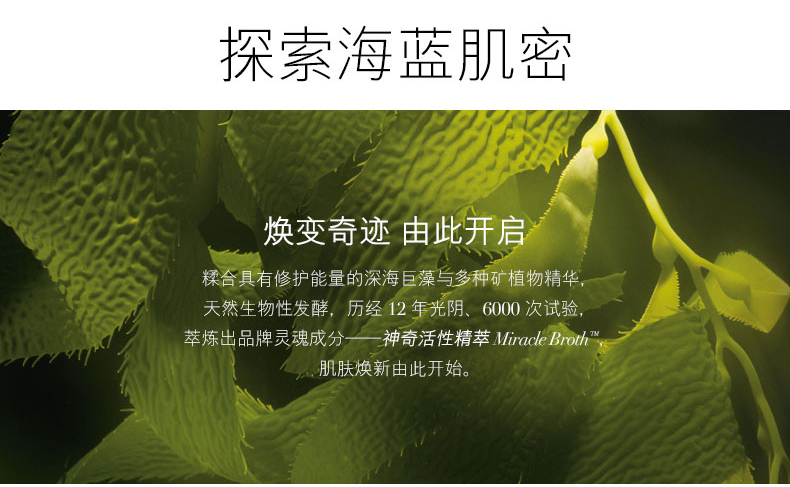 探索海蓝肌密
焕变奇迹 由此开启
糅合具有修护能量的深海巨藻与多种矿植物精华，
天然生物性发酵，历经 12 年光阴、6000 次试验，
萃炼出品牌灵魂成分——神奇活性精萃 Miracle Broth™，
肌肤焕新由此开始。